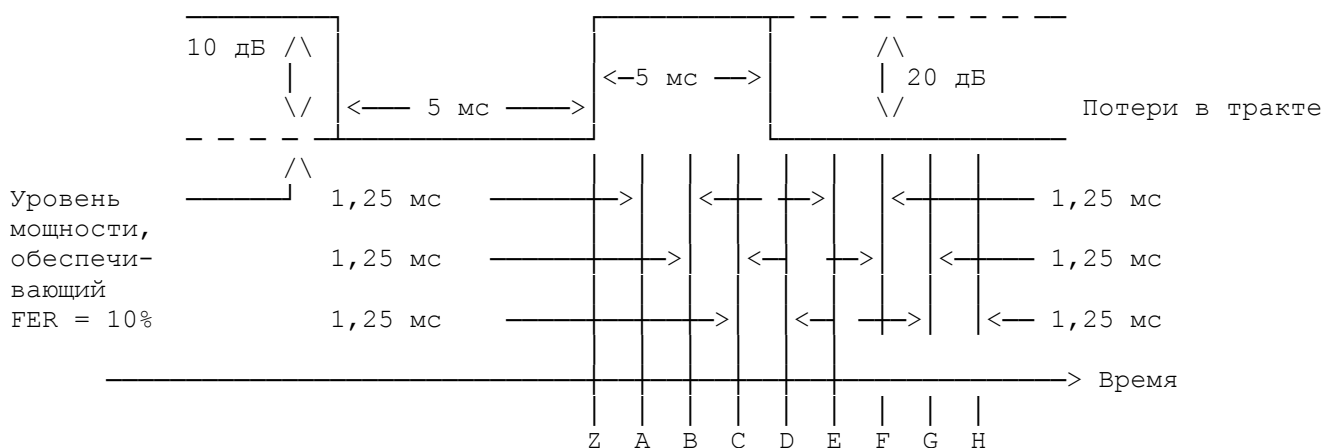 10 дБ
5 мс
20 дБ
5 мс
Потери в тракте
Уровень 1,25 мс 1,25 мс
мощности,
обеспечи- 1,25 мс 1,25 мс
вающий
FER = 10% 1,25 мс 1,25 мс
Время
Z A B C D E F G H